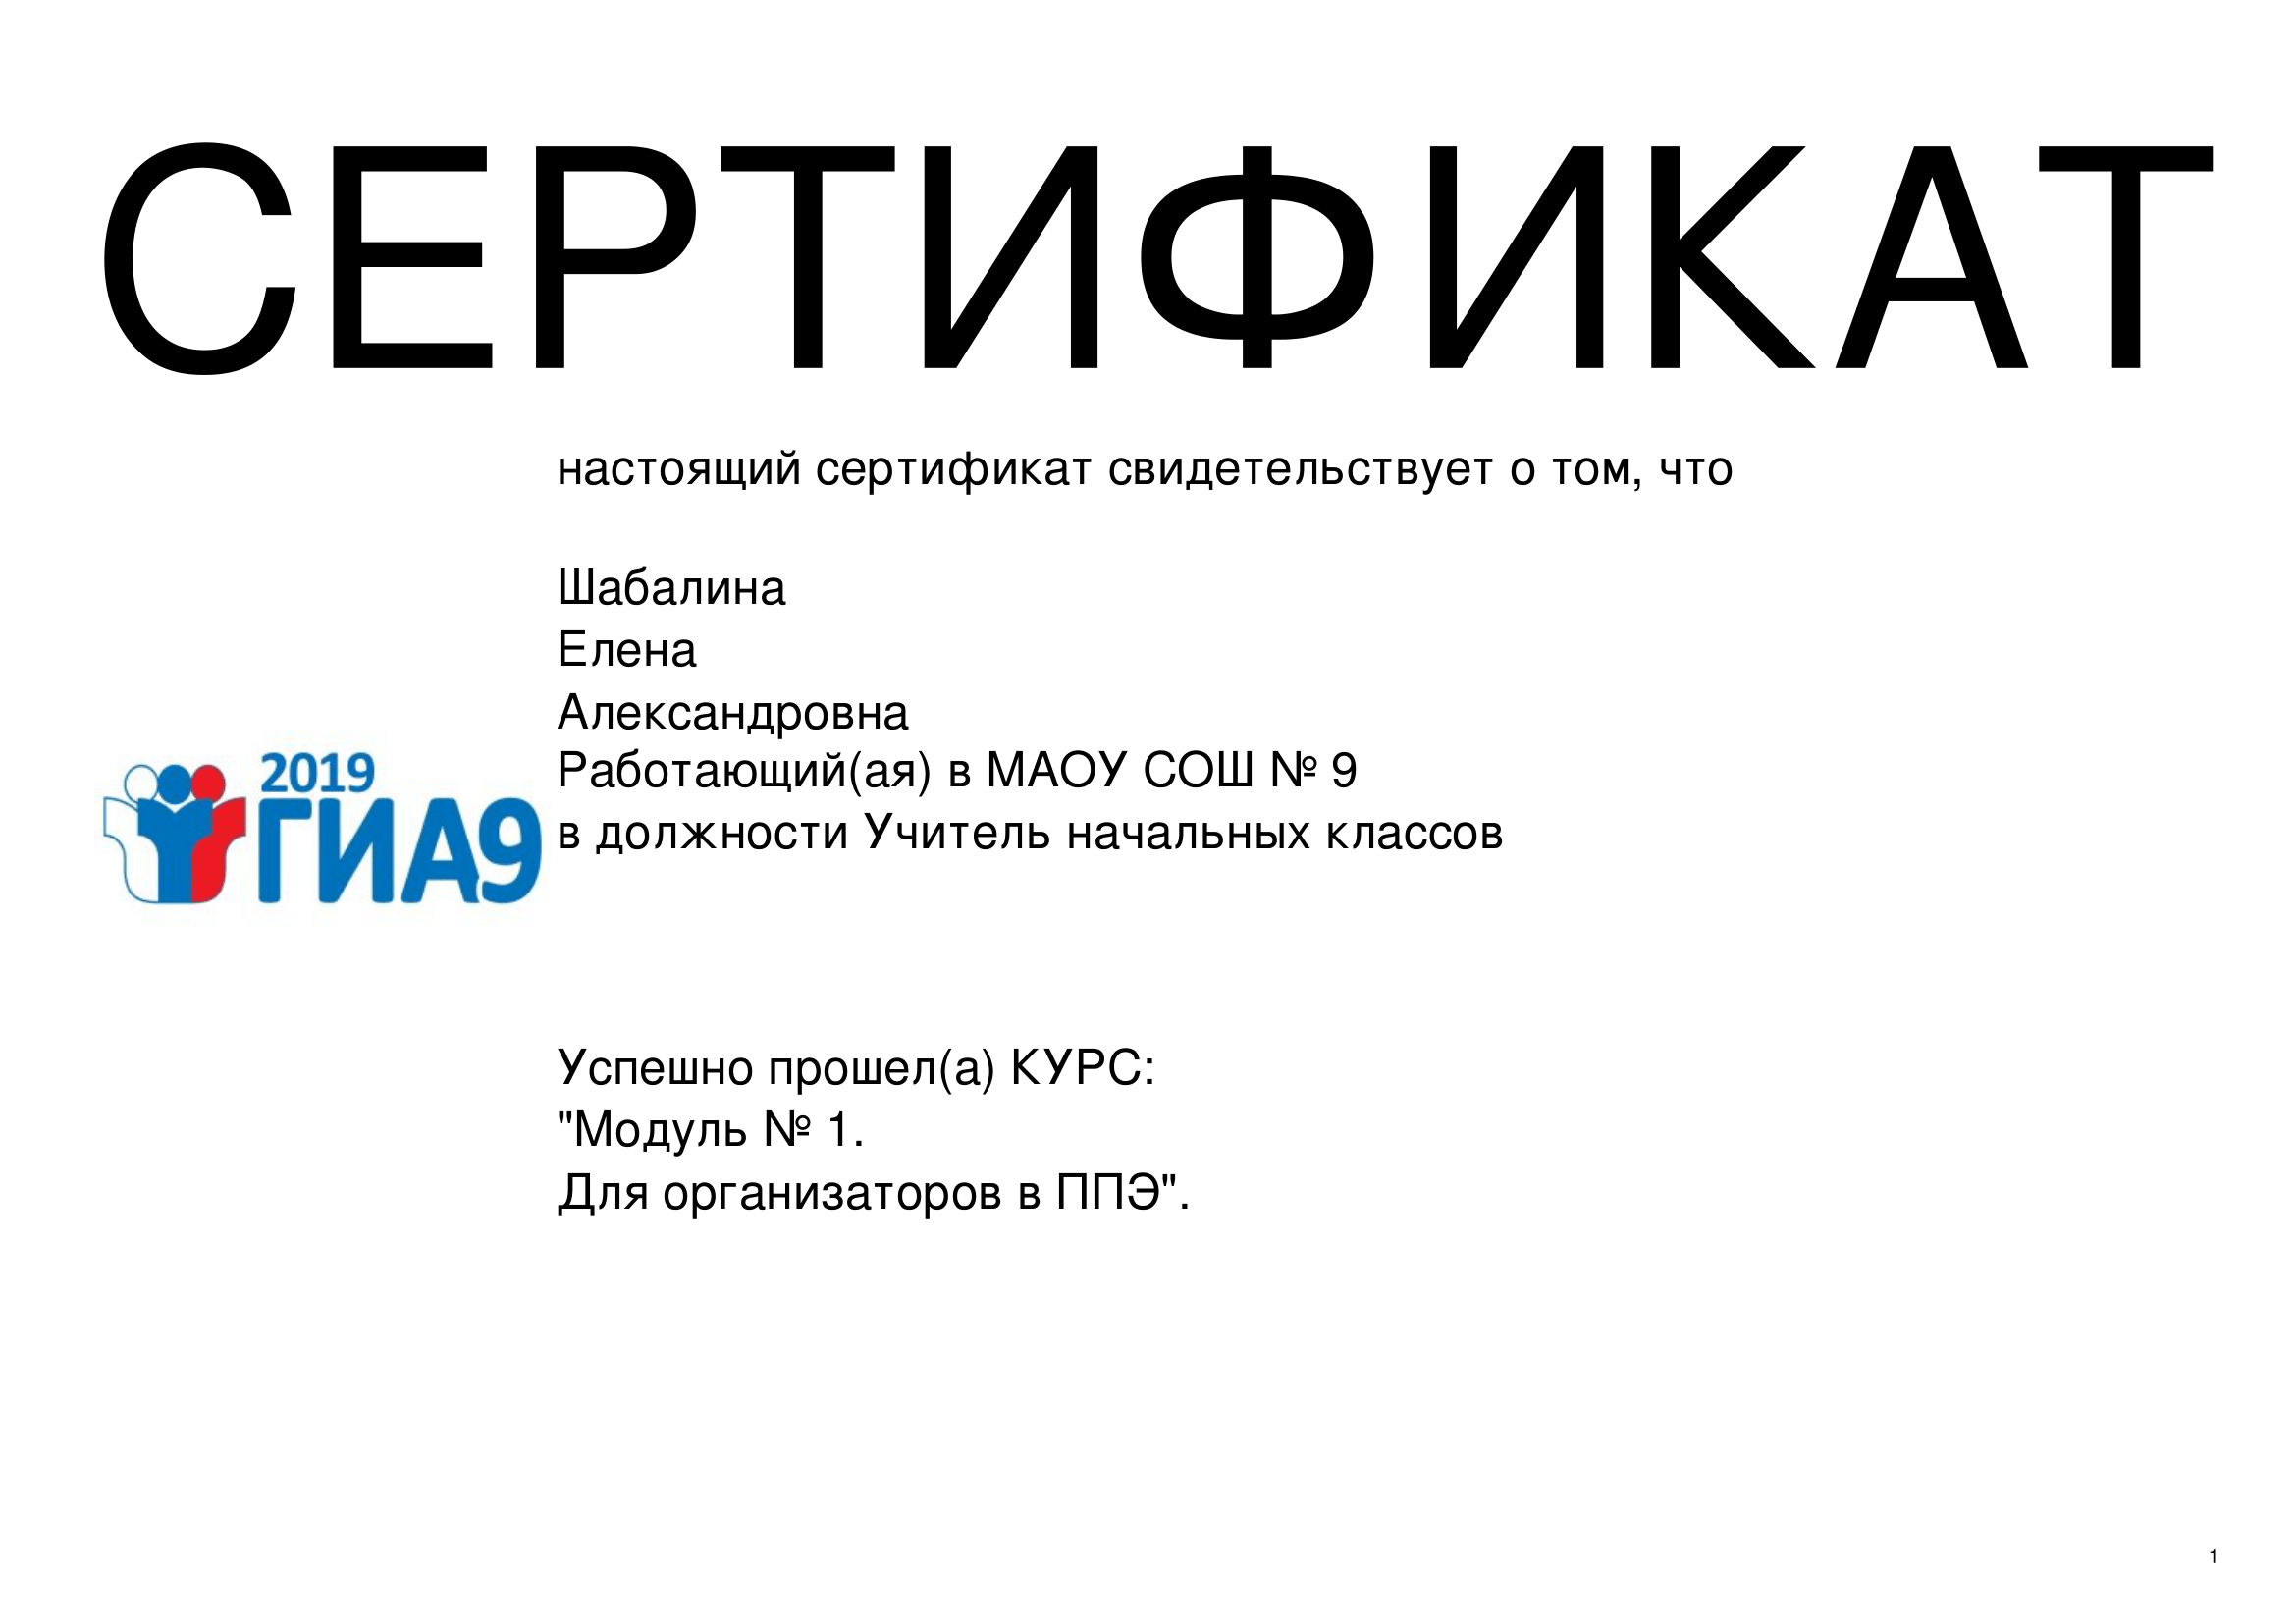 СЕРТИФИКАТ
настоящий сертификат свидетельствует о том, что
Шабалина
Елена
Александровна
Работающий(ая) в МАОУ СОШ № 9
в должности Учитель начальных классов
2019
ГИА9
Успешно прошел(а) КУРС:
"Модуль № 1.
Для организаторов в ППЭ".
1